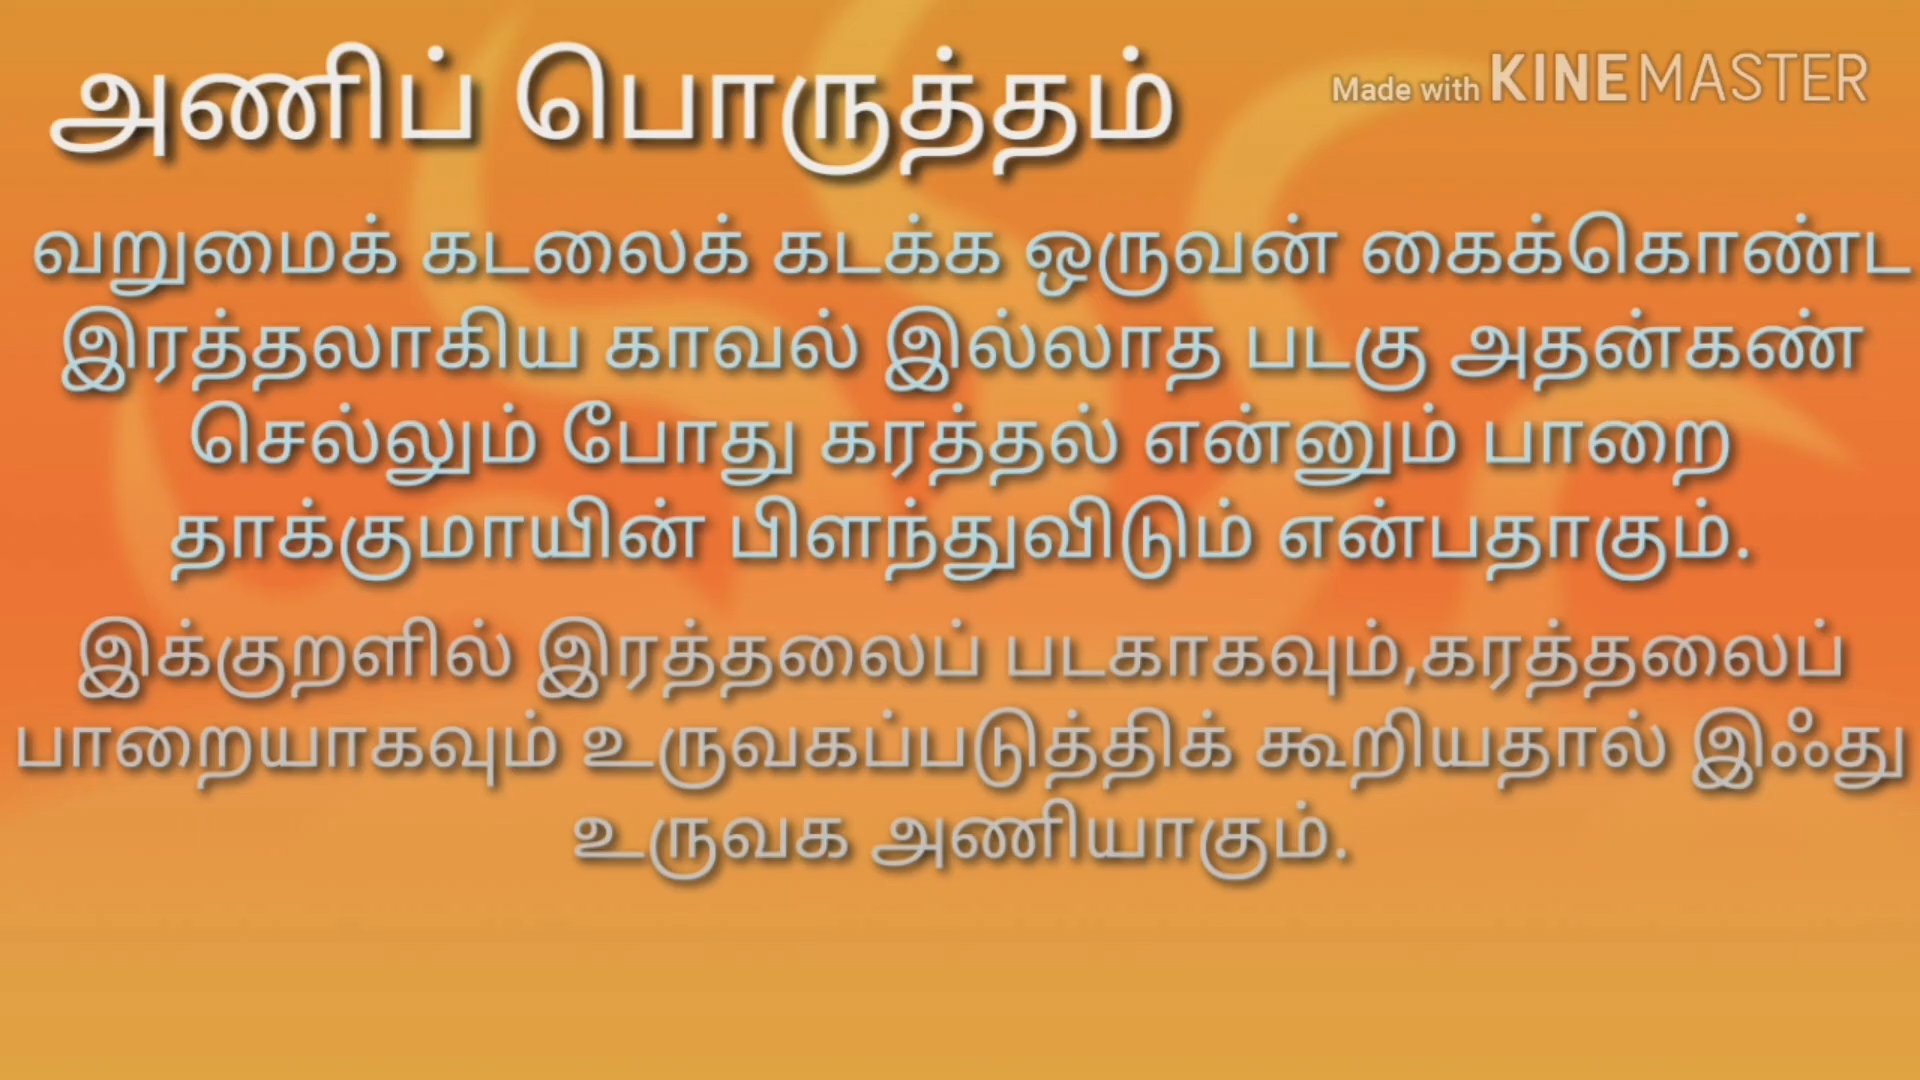 அணிப் பொருத்தம்
Made with KINEMASTER
வறுமைக் கடலைக் கடக்க ஒருவன் கைக்கொண்ட
இரத்தலாகிய காவல் இல்லாத படகு அதன்கண்
செல்லும் போது கரத்தல் என்னும் பாறை
தாக்குமாயின் பிளந்துவிடும் என்பதாகும்.
இக்குறளில் இரத்தலைப் படகாகவும்,கரத்தலைப்
பாறையாகவும் உருவகப்படுத்திக் கூறியதால் இஃது
உருவக அணியாகும்.